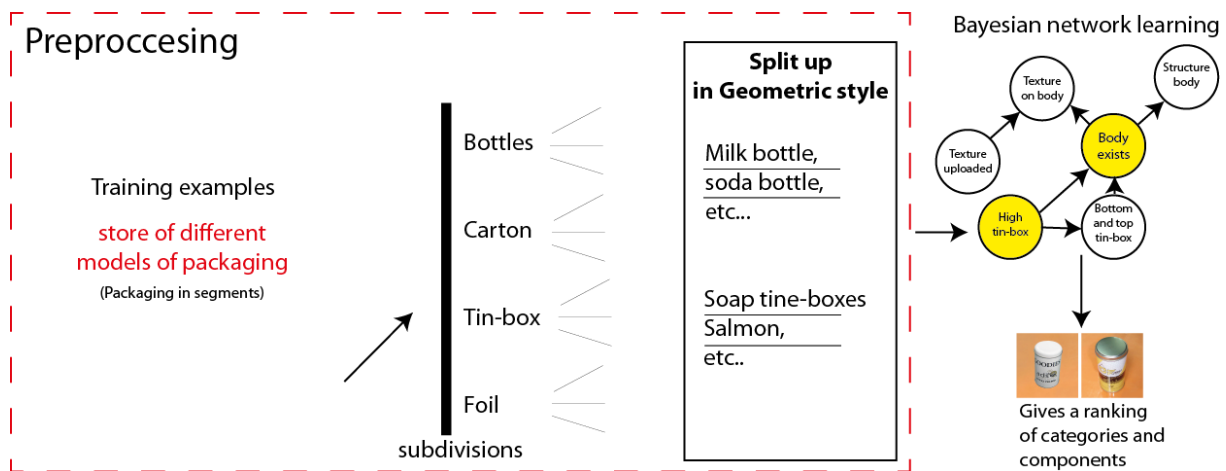 Preproccesing
Training examples
store of different
models of packaging
(Packaging in segments)
Bottles
Carton
Tin-box
Foil
subdivisions
Split up
in Geometric style
Milk bottle,
soda bottle,
etc...
Soap tine-boxes
Salmon,
etc..
Bayesian network learning
Structure
body
Texture
on body
Body
exists
Texture
uploaded
High
tin-box
Bottom
and top
tin-box
GOODIES
Gives a ranking
of categories and
components